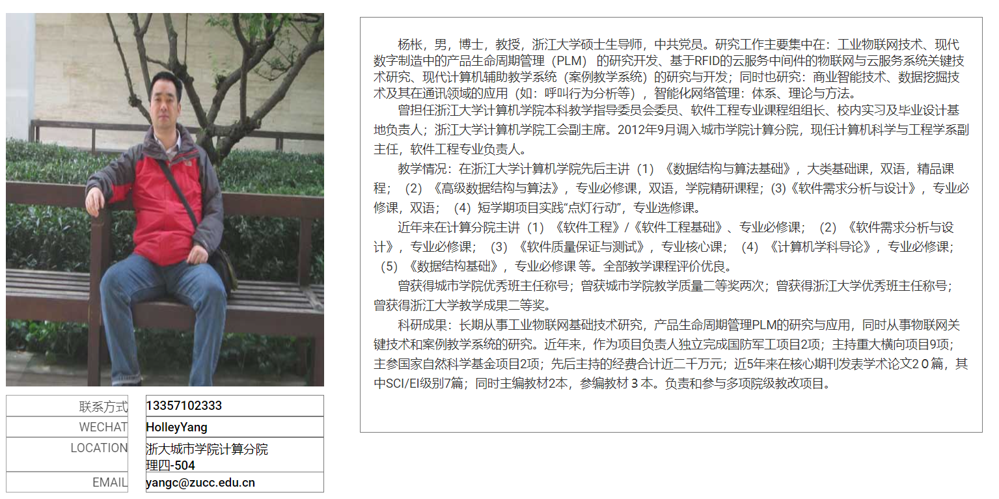 杨枨，男，博士，教授，浙江大学硕士生导师，中共党员。研究工作主要集中在：工业物联网技术、现代
数字制造中的产品生命周期管理（PLM） 的研究开发、基于RFID的云服务中间件的物联网与云服务系统关键技
术研究、现代计算机辅助教学系统（案例教学系统）的研究与开发；同时也研究：商业智能技术、数据挖掘技
术及其在通讯领域的应用（如：呼叫行为分析等），智能化网络管理：体系、理论与方法。
曾担任浙江大学计算机学院本科教学指导委员会委员、软件工程专业课程组组长、校内实习及毕业设计基
地负责人；浙江大学计算机学院工会副主席。2012年9月调入城市学院计算分院，现任计算机科学与工程学系副
主任，软件工程专业负责人。
教学情况：在浙江大学计算机学院先后主讲（1）《数据结构与算法基础》，大类基础课，双语，精品课
程；（2）《高级数据结构与算法》，专业必修课，双语，学院精研课程；(3)《软件需求分析与设计》，专业必
修课，双语；（4）短学期项目实践“点灯行动”，专业选修课。
近年来在计算分院主讲（1）《软件工程》/《软件工程基础》、专业必修课；（2）《软件需求分析与设
计》，专业必修课；（3）《软件质量保证与测试》，专业核心课；（4）《计算机学科导论》，专业必修课；
（5）《数据结构基础》，专业必修课 等。全部教学课程评价优良。
曾获得城市学院优秀班主任称号；曾获城市学院教学质量二等奖两次；曾获得浙江大学优秀班主任称号；
曾获得浙江大学教学成果二等奖。
科研成果：长期从事工业物联网基础技术研究，产品生命周期管理PLM的研究与应用，同时从事物联网关
键技术和案例教学系统的研究。近年来，作为项目负责人独立完成国防军工项目2项；主持重大横向项目9项；
主参国家自然科学基金项目2项；先后主持的经费合计近二千万元；近5年来在核心期刊发表学术论文2０篇，其
中SCI/EI级别7篇；同时主编教材2本，参编教材３本。负责和参与多项院级教改项目。
联系方式 13357102333
WECHAT HolleyYang
LOCATION 浙大城市学院计算分院
理四-504
EMAIL yangc@zucc.edu.cn